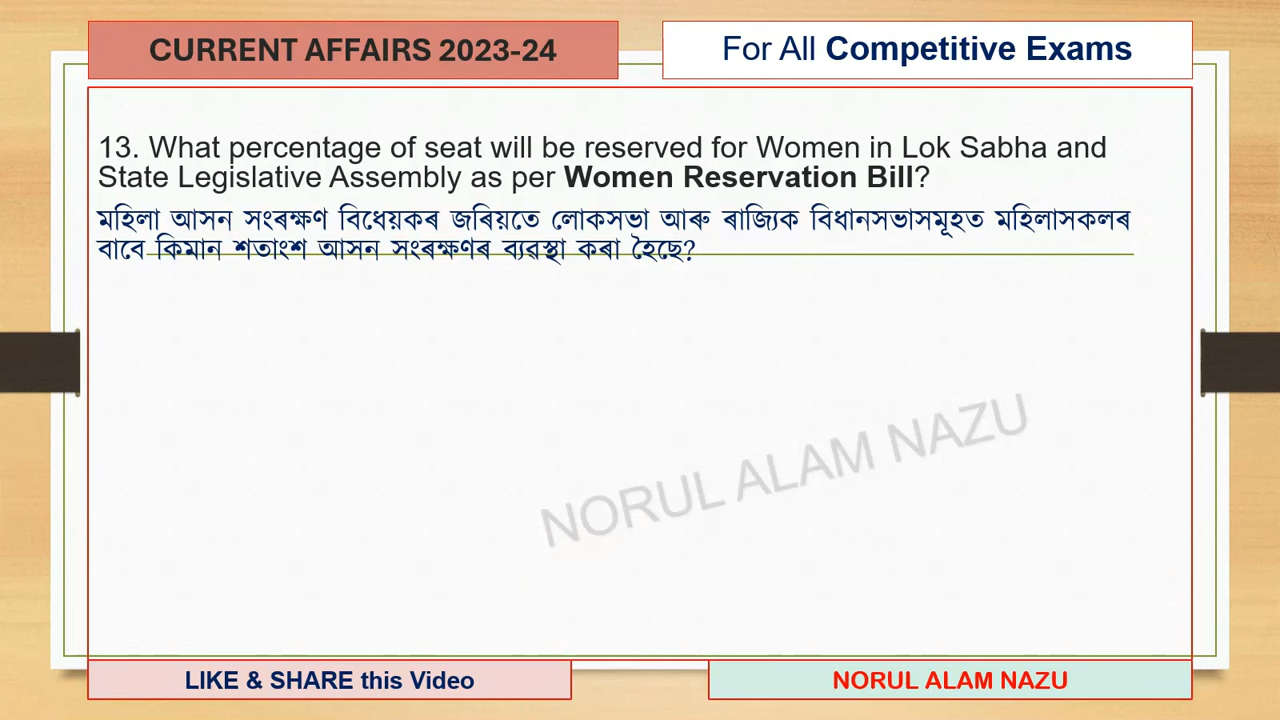 CURRENT AFFAIRS 2023-24
For All Competitive Exams
13. What percentage of seat will be reserved for Women in Lok Sabha and
State Legislative Assembly as per Women Reservation Bill?
মহিলা আসন সংৰক্ষণ বিধেয়কৰ জৰিয়তে লোকসভা আৰু ৰাজ্যিক বিধানসভাসমূহত মহিলাসকলৰ
বাবে কিমান শতাংশ আসন সংৰক্ষণৰ ব্যৱস্থা কৰা হৈছে?
NORUL ALAM NAZU
LIKE & SHARE this Video
NORUL ALAM NAZU